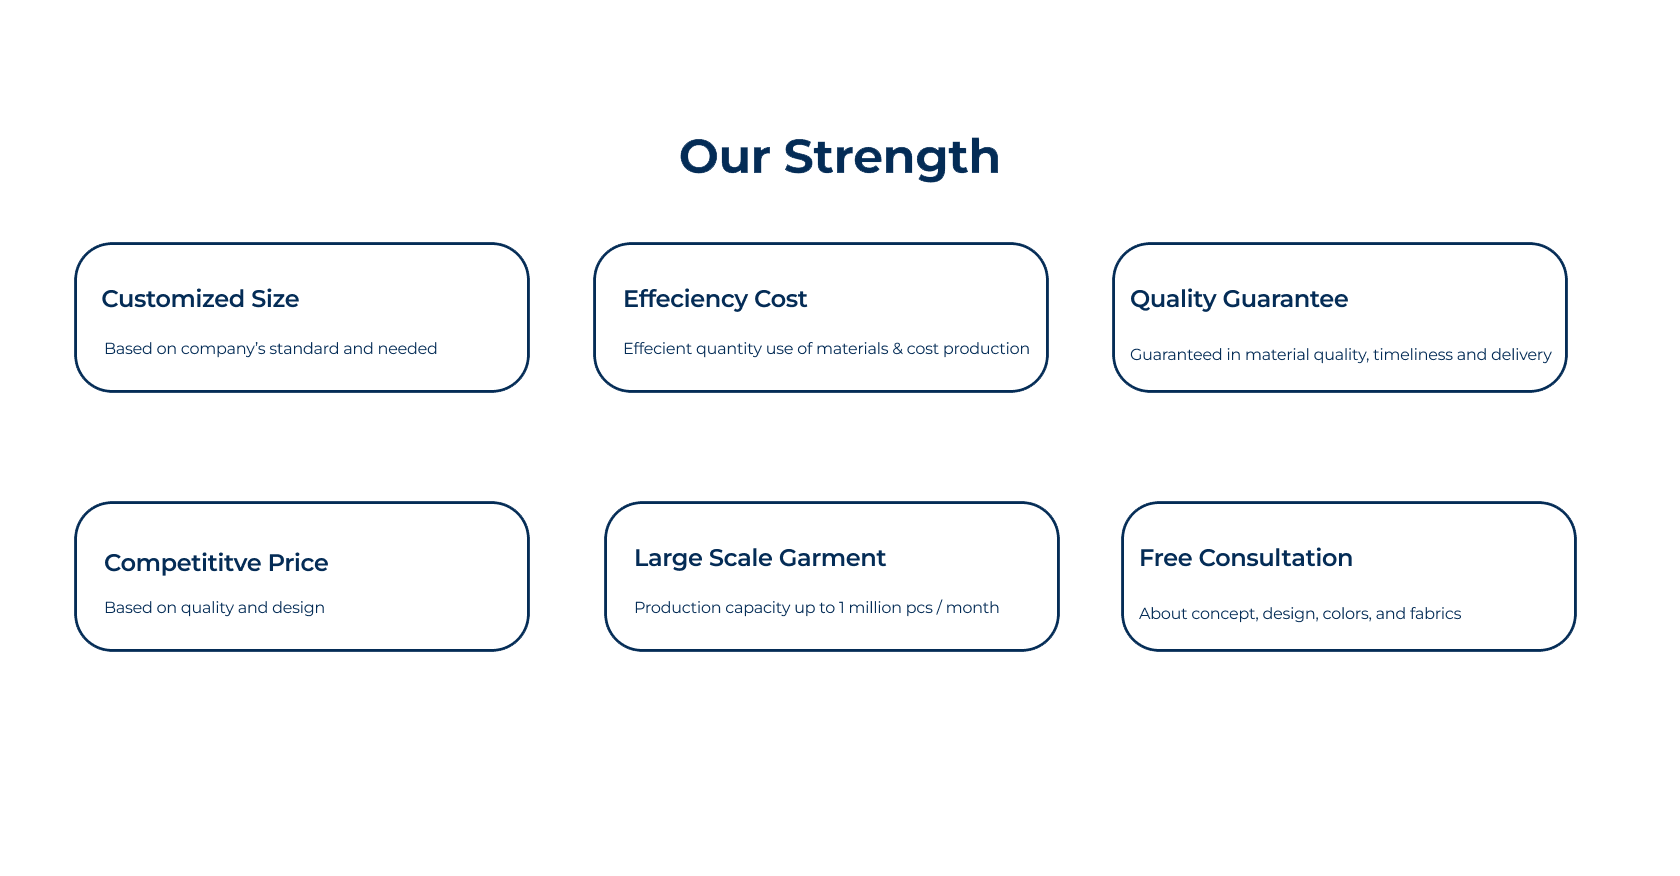 Our Strength
Customized Size
Based on company's standard and needed
Effeciency Cost
Effecient quantity use of materials & cost production
Quality Guarantee
Guaranteed in material quality, timeliness and delivery
Competititve Price
Based on quality and design
Large Scale Garment
Production capacity up to 1 million pcs / month
Free Consultation
About concept, design, colors, and fabrics